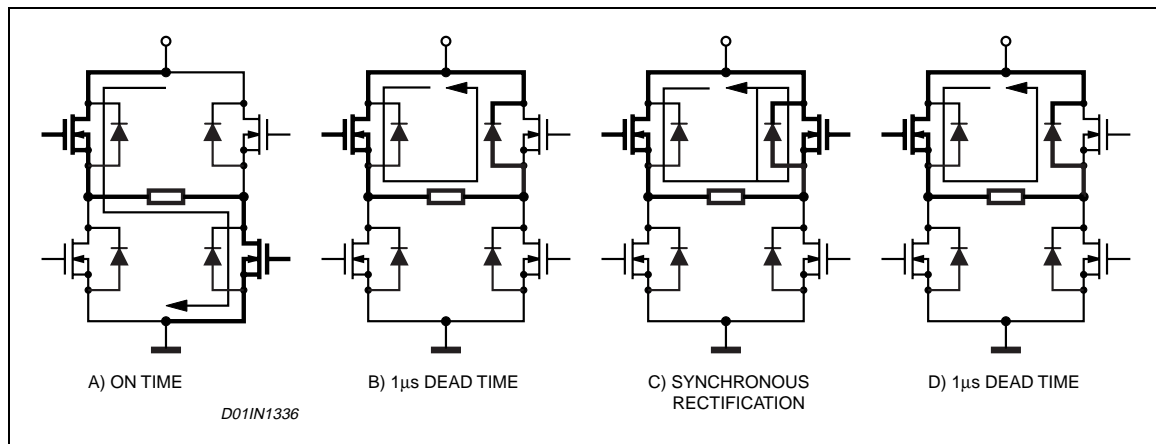 A) ON TIME
B) 1μs DEAD TIME
C) SYNCHRONOUS
RECTIFICATION
D) 1μs DEAD TIME
D01IN1336